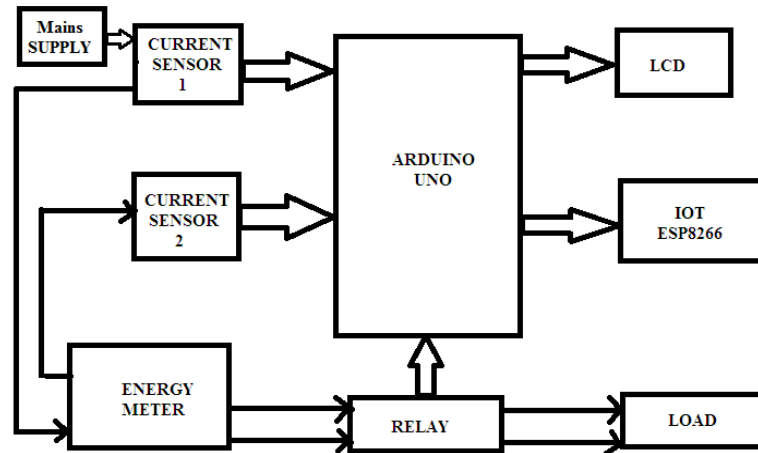 Mains
SUPPLY
CURRENT
SENSOR
1
LCD
ARDUINO
UNO
CURRENT
SENSOR
2
IOT
ESP8266
ENERGY
METER
RELAY
LOAD